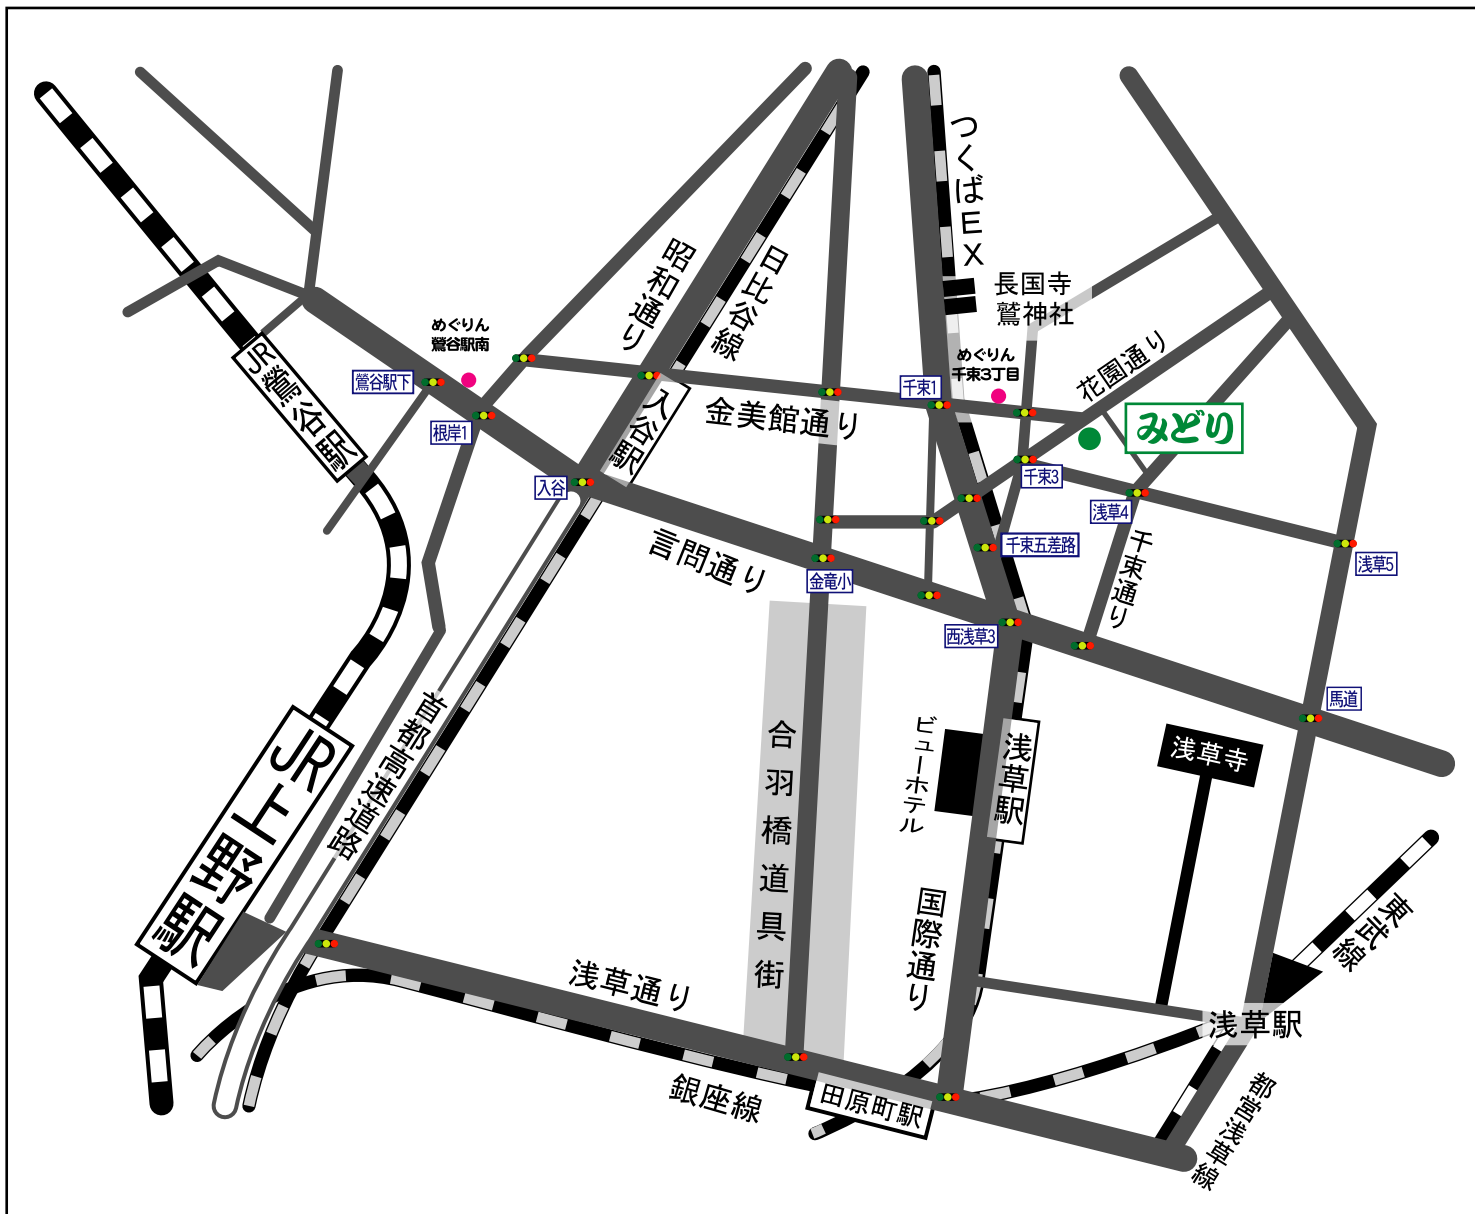 つくばEX
昭和通り
日比谷線
長国寺
鷲神社
めぐりん
鶯谷駅南
めぐりん
千束3丁目
花園通り
JR鶯谷駅
鶯谷駅下
根岸1
入谷駅
金美館通り
千束1
みどり
入谷
千束3
浅草4
言問通り
千束五差路
千束通り
浅草5
金竜小
西浅草3
馬道
首都高速道路
JR上野駅
合羽橋道具街
ビューホテル
浅草駅
浅草寺
国際通り
東武線
浅草通り
浅草駅
銀座線
田原町駅
都営浅草線